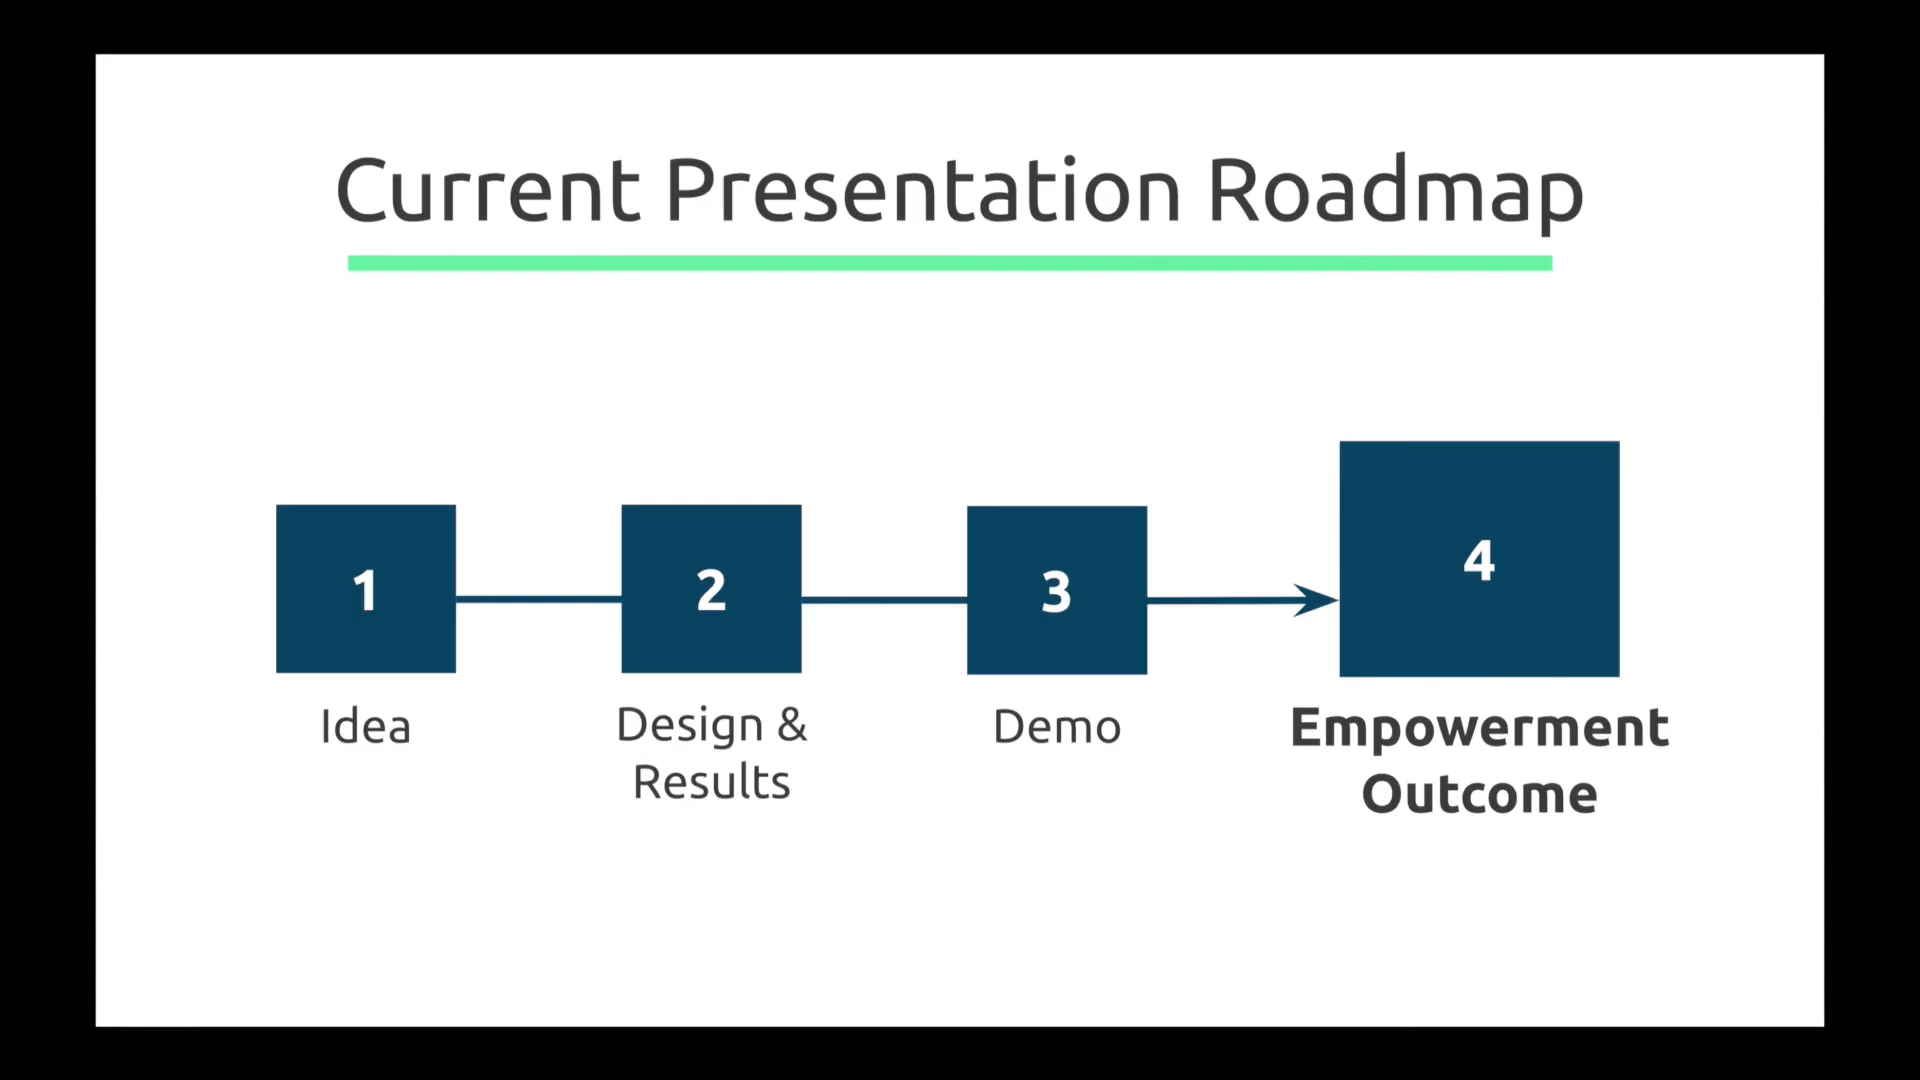 Current Presentation Roadmap
1
2
3
4
Idea
Design &
Results
Demo
Empowerment
Outcome